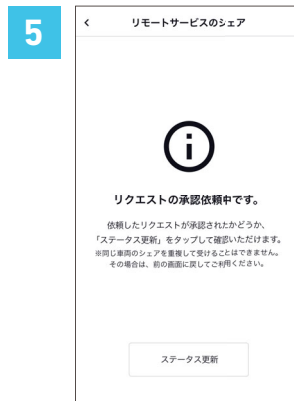 5
リモートサービスのシェア
リクエストの承認依頼中です。
依頼したリクエストが承認されたかどうか、
「ステータス更新」をタップして確認いただけます。
※同じ車両のシェアを重複して受けることはできません。
その場合は、前の画面に戻してご利用ください。
ステータス更新